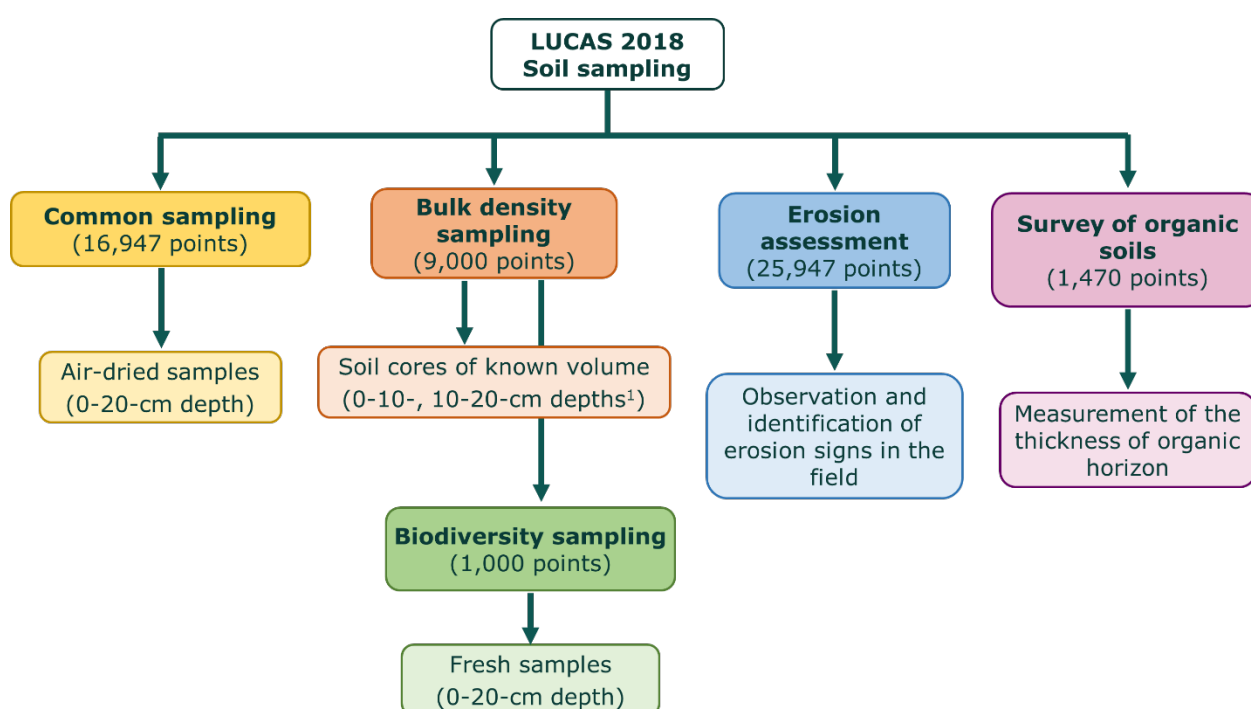 LUCAS 2018
Soil sampling
Common sampling
(16,947 points)
Bulk density
sampling
(9,000 points)
Erosion
assessment
(25,947 points)
Survey of organic
soils
(1,470 points)
Air-dried samples
(0-20-cm depth)
Soil cores of known volume
(0-10-, 10-20-cm depths¹)
Observation and
identification of
erosion signs in the
field
Measurement of the
thickness of organic
horizon
Biodiversity sampling
(1,000 points)
Fresh samples
(0-20-cm depth)